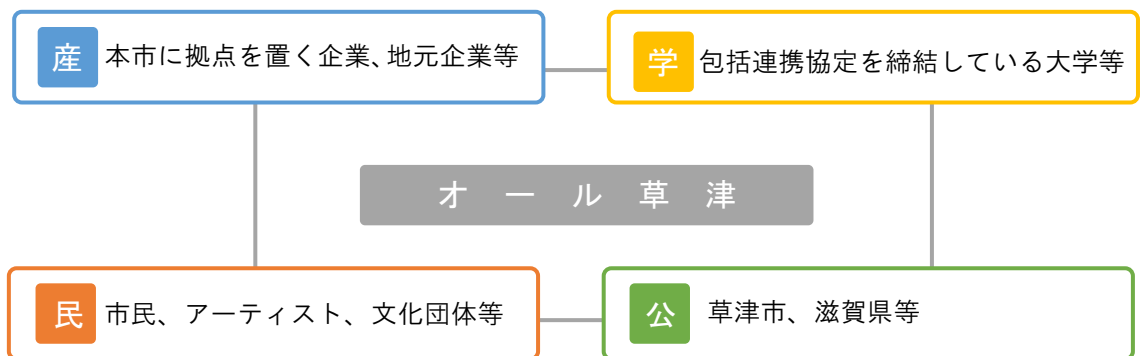 産 本市に拠点を置く企業、地元企業等
学 包括連携協定を締結している大学等
オール草津
民 市民、アーティスト、文化団体等
公 草津市、滋賀県等